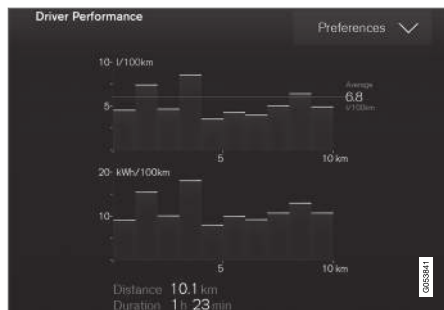 Driver Performance
Preferences
10- l/100km
Average
6.8
l/100km
5-
5
10 km
20- kWh/100km
10-
5
10 km
Distance 10.1 km
Duration 1 h 23 min
G053841